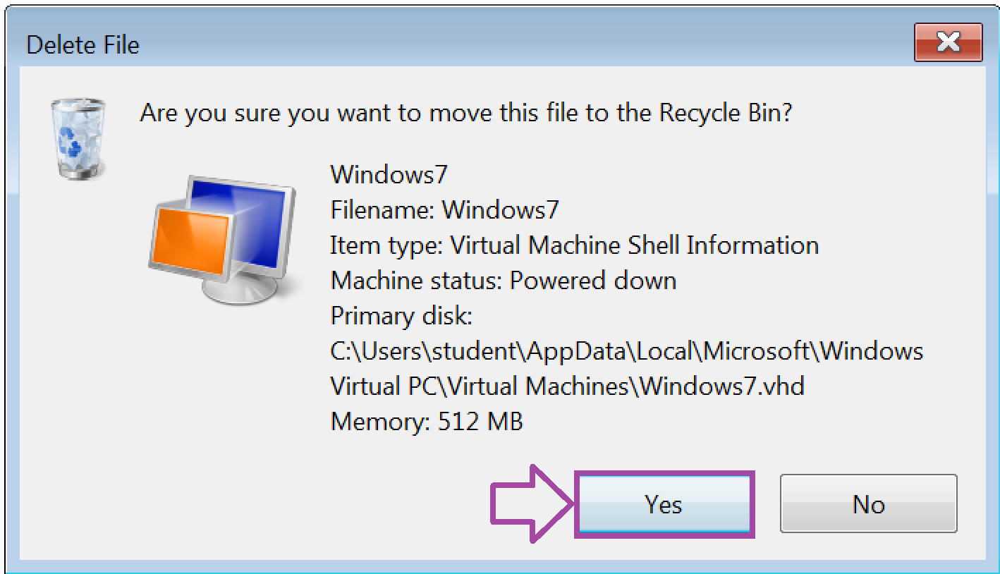 Delete File
Are you sure you want to move this file to the Recycle Bin?
Windows7
Filename: Windows7
Item type: Virtual Machine Shell Information
Machine status: Powered down
Primary disk:
C:\Users\student\AppData\Local\Microsoft\Windows
Virtual PC\Virtual Machines\Windows7.vhd
Memory: 512 MB
Yes
No